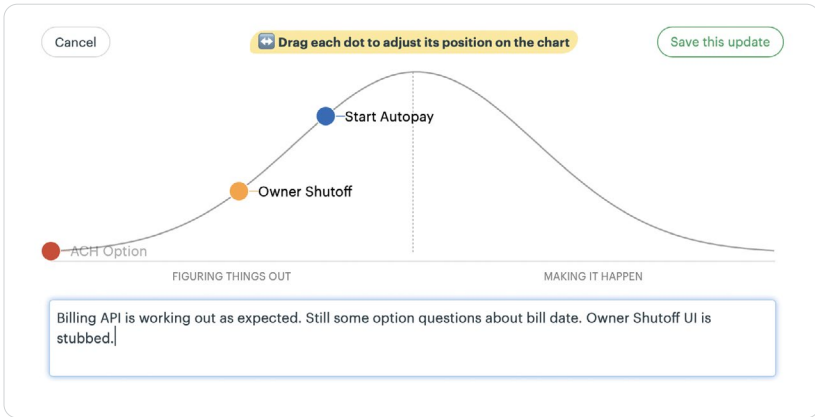 Cancel
Drag each dot to adjust its position on the chart
Save this update
Start Autopay
Owner Shutoff
ACH Option
FIGURING THINGS OUT
MAKING IT HAPPEN
Billing API is working out as expected. Still some option questions about bill date. Owner Shutoff UI is
stubbed.